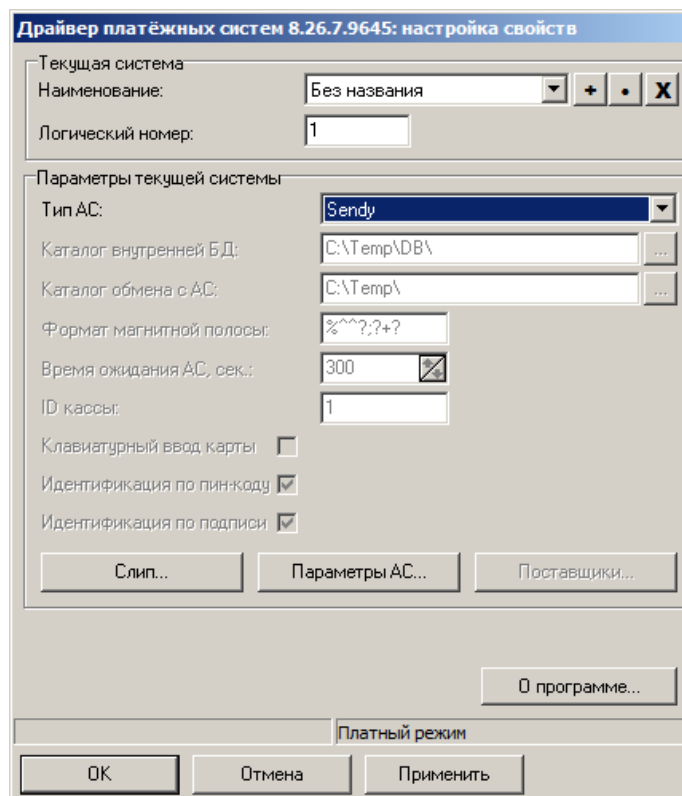 Драйвер платёжных систем 8.26.7.9645: настройка свойств
Текущая система
Наименование: Без названия + • X
Логический номер: 1
Параметры текущей системы
Тип АС: Sendy
Каталог внутренней БД: C:\Temp\DB\ ...
Каталог обмена с АС: C:\Temp\ ...
Формат магнитной полосы: %^^?;?+?
Время ожидания АС, сек.: 300
ID кассы: 1
Клавиатурный ввод карты
Идентификация по пин-коду
Идентификация по подписи
Слип... Параметры АС... Поставщики...
О программе...
Платный режим
OK Отмена Применить